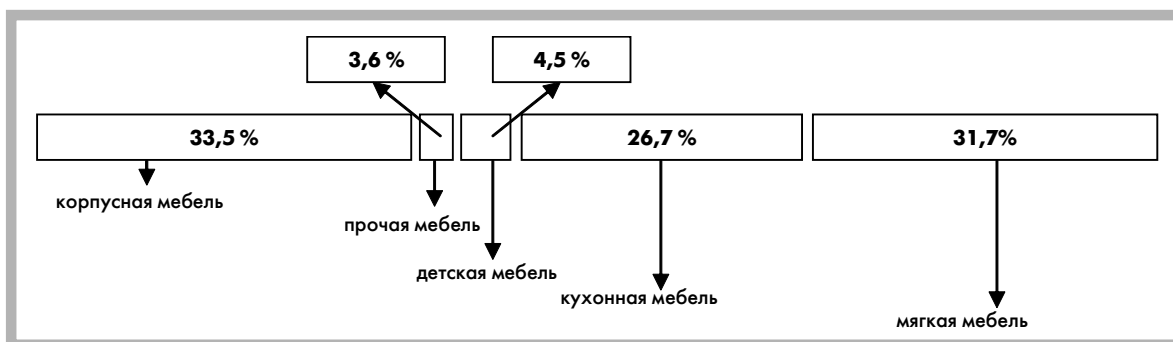 3,6 %
4,5 %
33,5 %
26,7 %
31,7%
корпусная мебель
прочая мебель
детская мебель
кухонная мебель
мягкая мебель